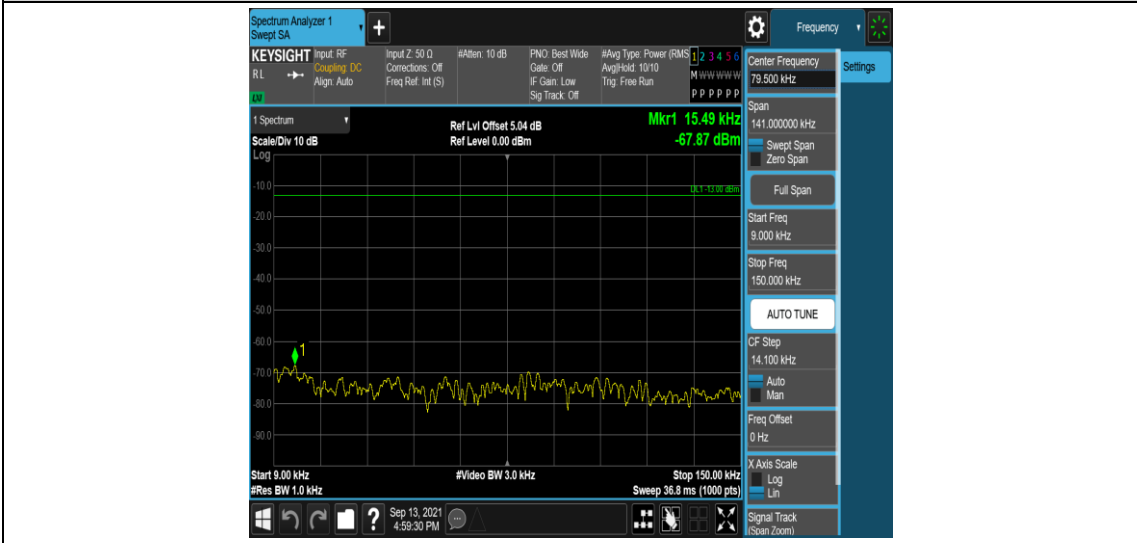 Spectrum Analyzer 1
Swept SA
+
Frequency
KEYSIGHT
RL
LM
Input: RF
Coupling: DC
Align: Auto
Input Z: 50 Ω
Corrections: Off
Freq Ref: Int (S)
#Atten: 10 dB
PNO: Best Wide
Gate: Off
IF Gain: Low
Sig Track: Off
#Avg Type: Power (RMS
Avg|Hold: 10/10
Trig: Free Run
1 2 3 4 5 6
M W W W W W
P P P P P P
1 Spectrum
Scale/Div 10 dB
Log
Ref Lvl Offset 5.04 dB
Ref Level 0.00 dBm
Mkr1 15.49 kHz
-67.87 dBm
DL1 -13.00 dBm
-10.0
-20.0
-30.0
-40.0
-50.0
-60.0
-70.0
-80.0
-90.0
1
Start 9.00 kHz
#Res BW 1.0 kHz
#Video BW 3.0 kHz
Stop 150.00 kHz
Sweep 36.8 ms (1000 pts)
?
Sep 13, 2021
4:59:30 PM
Center Frequency
79.500 kHz
Settings
Span
141.000000 kHz
Swept Span
Zero Span
Full Span
Start Freq
9.000 kHz
Stop Freq
150.000 kHz
AUTO TUNE
CF Step
14.100 kHz
Auto
Man
Freq Offset
0 Hz
X Axis Scale
Log
Lin
Signal Track
(Span Zoom)